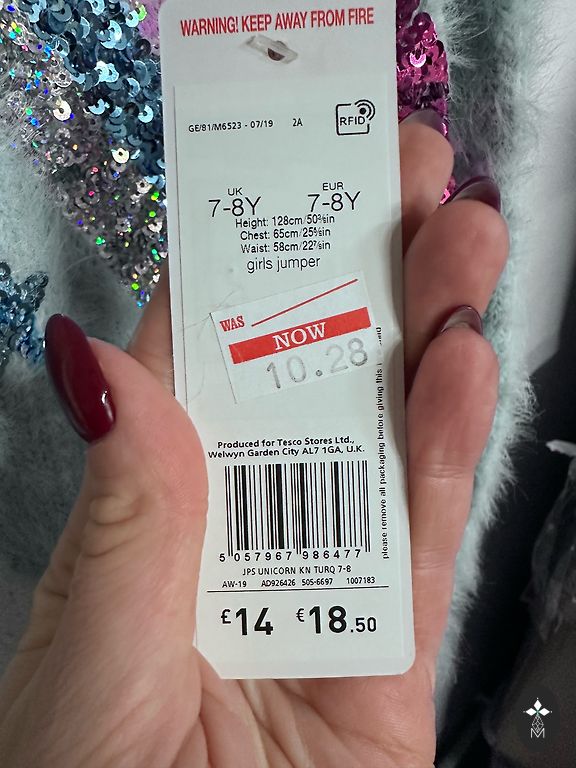 WARNING! KEEP AWAY FROM FIRE
GE/81/M6523 - 07/19 2A
RFID
UK EUR
7-8Y 7-8Y
Height: 128cm/50⅜in
Chest: 65cm/25⅝in
Waist: 58cm/22⅞in
girls jumper
WAS
NOW
10.28
please remove all packaging before giving this
Produced for Tesco Stores Ltd.,
Welwyn Garden City AL7 1GA, U.K.
5 057967 986477
JPS UNICORN KN TURQ 7-8
AW-19 AD926426 505-6697 1007183
£14 €18.50
M